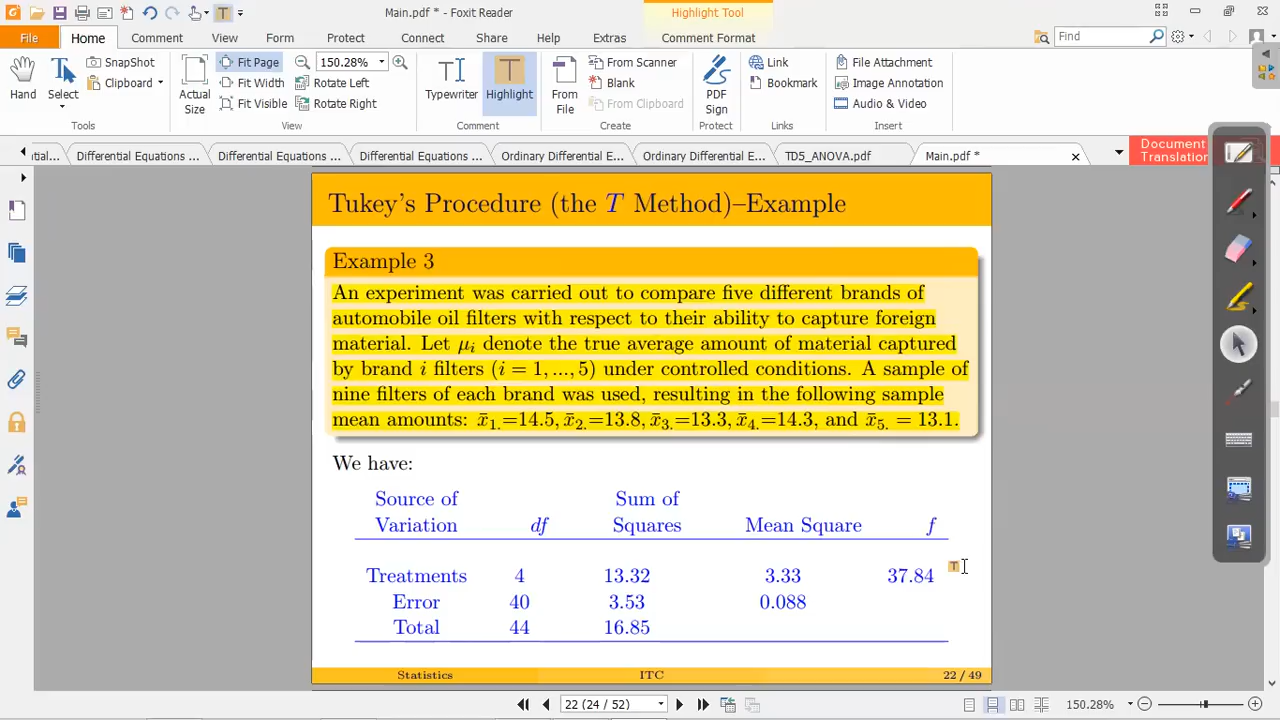 Main.pdf * - Foxit Reader
Highlight Tool
File Home Comment View Form Protect Connect Share Help Extras Comment Format
Find
Hand
Select
SnapShot
Clipboard
Tools
Actual Size
Fit Page
Fit Width
Fit Visible
150.28%
Rotate Left
Rotate Right
View
Typewriter
Highlight
Comment
From File
From Scanner
Blank
From Clipboard
Create
PDF Sign
Protect
Link
Bookmark
Links
File Attachment
Image Annotation
Audio & Video
Insert
ntial... Differential Equations ... Differential Equations ... Differential Equations ... Ordinary Differential E... Ordinary Differential E... TD5_ANOVA.pdf Main.pdf *
Document
Translation
Tukey's Procedure (the T Method)–Example
Example 3
An experiment was carried out to compare five different brands of
automobile oil filters with respect to their ability to capture foreign
material. Let μᵢ denote the true average amount of material captured
by brand i filters (i = 1, ..., 5) under controlled conditions. A sample of
nine filters of each brand was used, resulting in the following sample
mean amounts: x̄₁.=14.5, x̄₂.=13.8, x̄₃.=13.3, x̄₄.=14.3, and x̄₅. = 13.1.
We have:
Source of Sum of
Variation df Squares Mean Square f
Treatments 4 13.32 3.33 37.84
Error 40 3.53 0.088
Total 44 16.85
Statistics ITC 22 / 49
22 (24 / 52) 150.28%